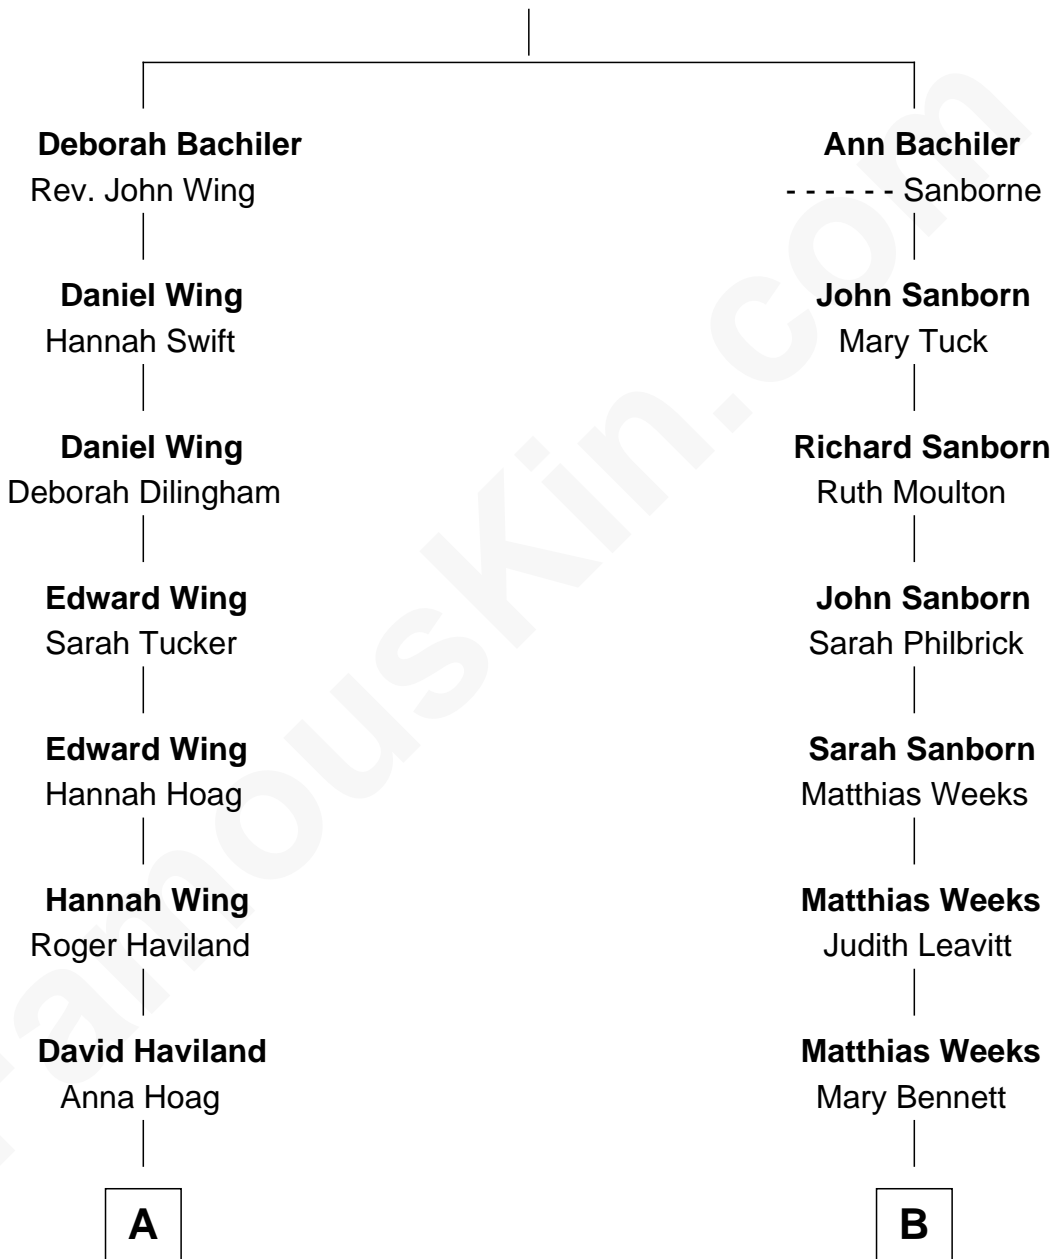 Deborah Bachiler
Rev. John Wing
Daniel Wing
Hannah Swift
Daniel Wing
Deborah Dilingham
Edward Wing
Sarah Tucker
Edward Wing
Hannah Hoag
Hannah Wing
Roger Haviland
David Haviland
Anna Hoag
A
Ann Bachiler
- - - - - - Sanborne
John Sanborn
Mary Tuck
Richard Sanborn
Ruth Moulton
John Sanborn
Sarah Philbrick
Sarah Sanborn
Matthias Weeks
Matthias Weeks
Judith Leavitt
Matthias Weeks
Mary Bennett
B
FamousKin.com